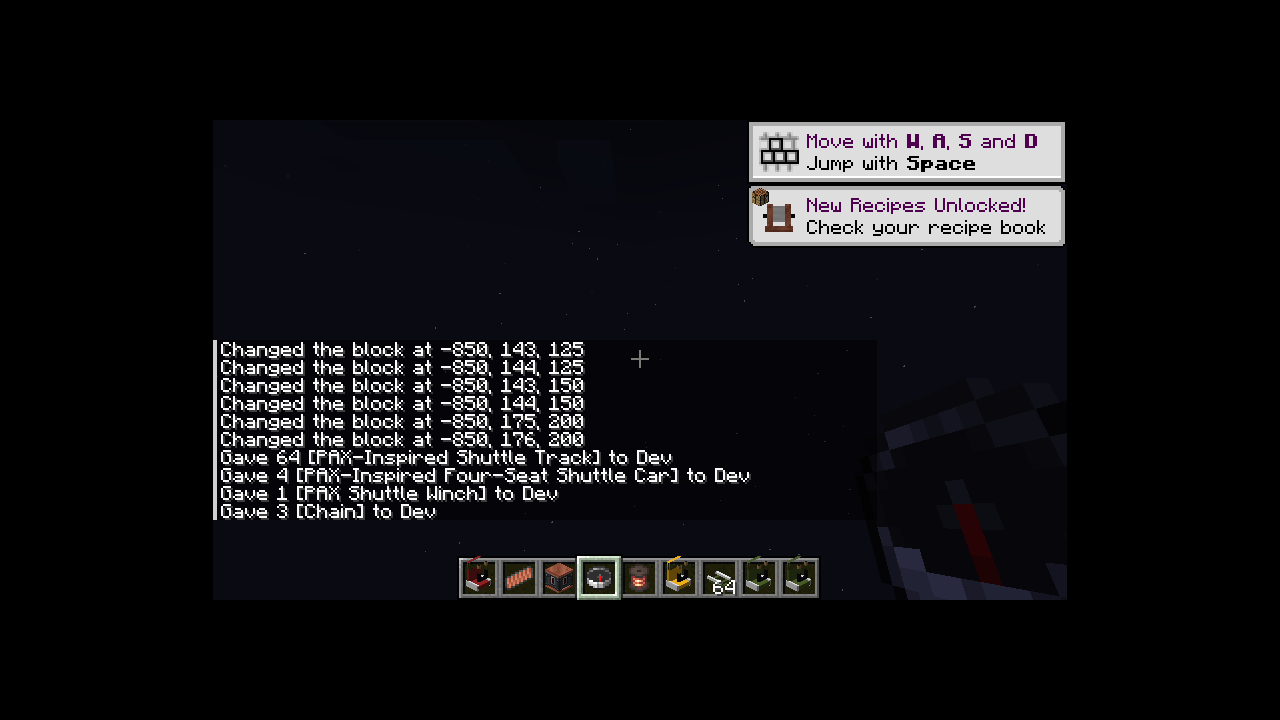 Move with W, A, S and D
Jump with Space
New Recipes Unlocked!
Check your recipe book
Changed the block at -850, 143, 125
Changed the block at -850, 144, 125
Changed the block at -850, 143, 150
Changed the block at -850, 144, 150
Changed the block at -850, 175, 200
Changed the block at -850, 176, 200
Gave 64 [PAX-Inspired Shuttle Track] to Dev
Gave 4 [PAX-Inspired Four-Seat Shuttle Car] to Dev
Gave 1 [PAX Shuttle Winch] to Dev
Gave 3 [Chain] to Dev
64